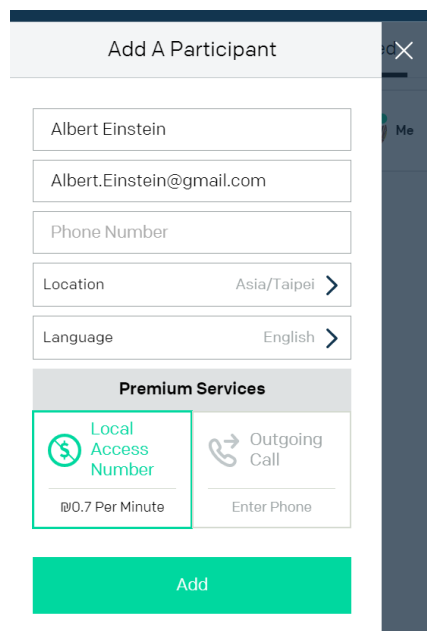 Add A Participant
Albert Einstein
Albert.Einstein@gmail.com
Me
Phone Number
Location Asia/Taipei
Language English
Premium Services
Local
Access
Number
₪0.7 Per Minute
Outgoing
Call
Enter Phone
Add